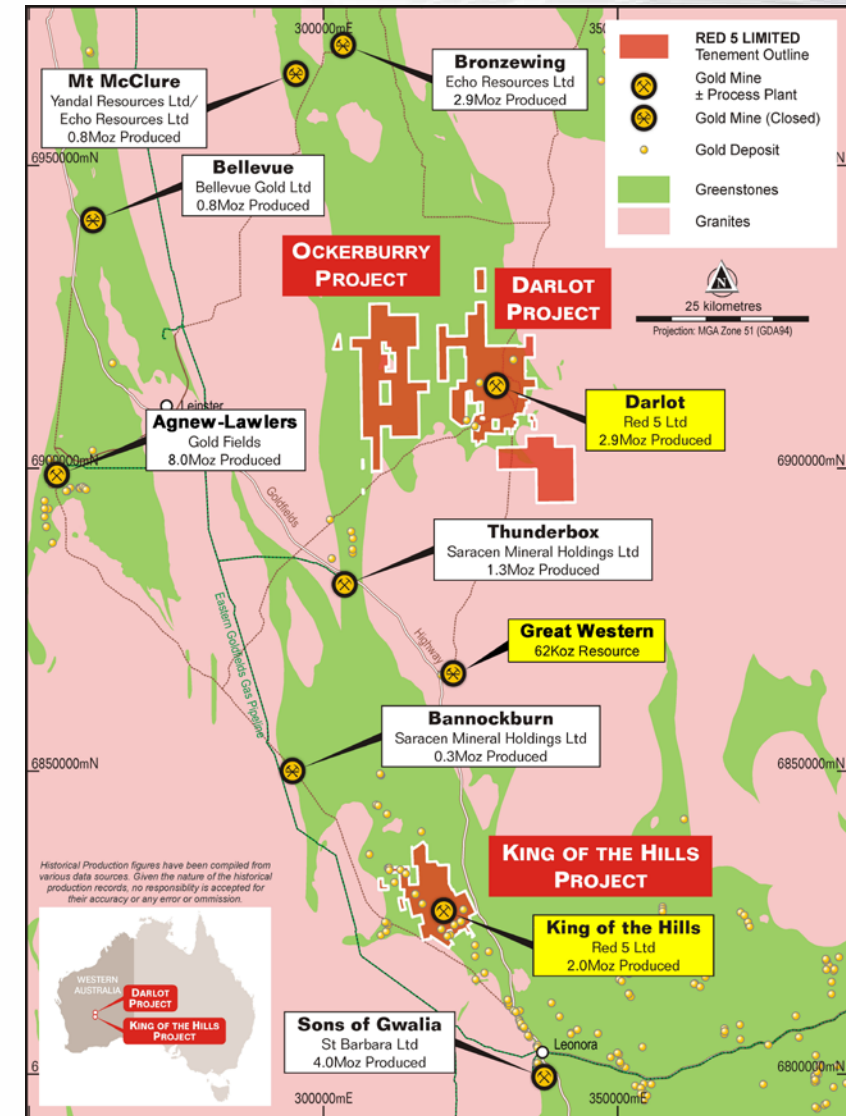 300000mE
Bronzewing
Echo Resources Ltd
2.9Moz Produced
Mt McClure
Yandal Resources Ltd/
Echo Resources Ltd
0.8Moz Produced
RED 5 LIMITED
Tenement Outline
Gold Mine
± Process Plant
Gold Mine (Closed)
Gold Deposit
Greenstones
Granites
6950000mN
Bellevue
Bellevue Gold Ltd
0.8Moz Produced
OCKERBURRY
PROJECT
DARLOT
PROJECT
N
25 kilometres
Projection: MGA Zone 51 (GDA94)
Leinster
Agnew-Lawlers
Gold Fields
8.0Moz Produced
Darlot
Red 5 Ltd
2.9Moz Produced
6900000mN
6900000mN
Goldfields
Highway
Thunderbox
Saracen Mineral Holdings Ltd
1.3Moz Produced
Eastern Goldfields Gas Pipeline
Great Western
62Koz Resource
Bannockburn
Saracen Mineral Holdings Ltd
0.3Moz Produced
6850000mN
6850000mN
KING OF THE HILLS
PROJECT
Historical Production figures have been compiled from
various data sources. Given the nature of the historical
production records, no responsiblity is accepted for
their accuracy or any error or ommission.
King of the Hills
Red 5 Ltd
2.0Moz Produced
WESTERN
AUSTRALIA
DARLOT
PROJECT
KING OF THE HILLS
PROJECT
Sons of Gwalia
St Barbara Ltd
4.0Moz Produced
Leonora
6800000mN
300000mE
350000mE